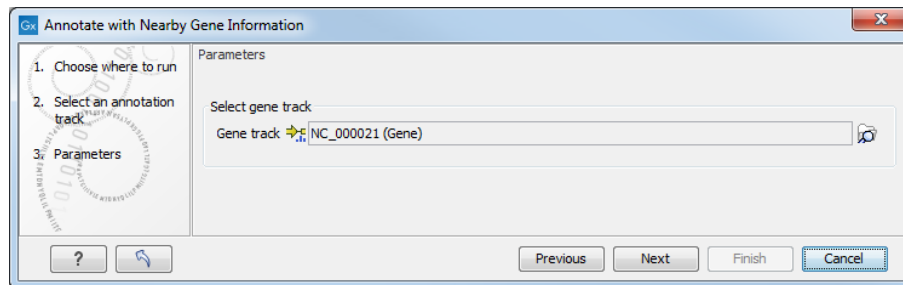 Gx Annotate with Nearby Gene Information
1. Choose where to run
2. Select an annotation
track
3. Parameters
Parameters
Select gene track
Gene track NC_000021 (Gene)
? Previous Next Finish Cancel